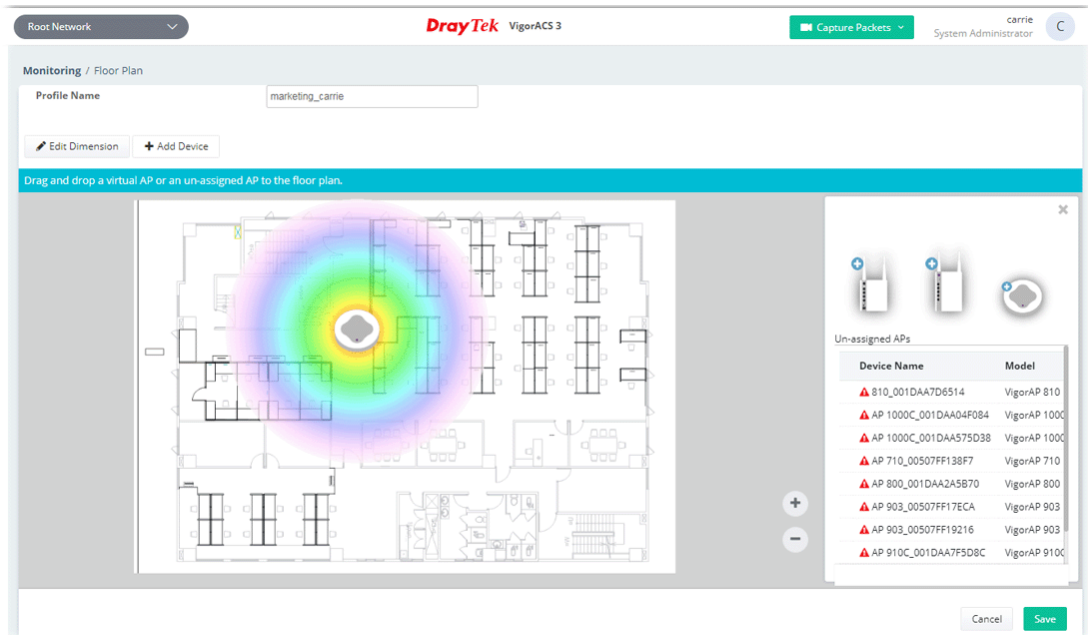 Root Network
DrayTek VigorACS 3
Capture Packets
carrie
System Administrator
C
Monitoring / Floor Plan
Profile Name
marketing_carrie
Edit Dimension
Add Device
Drag and drop a virtual AP or an un-assigned AP to the floor plan.
Un-assigned APs
Device Name Model
810_001DAA7D6514 VigorAP 810
AP 1000C_001DAA04F084 VigorAP 1000
AP 1000C_001DAA575D38 VigorAP 1000
AP 710_00507FF138F7 VigorAP 710
AP 800_001DAA2A5B70 VigorAP 800
AP 903_00507FF17ECA VigorAP 903
AP 903_00507FF19216 VigorAP 903
AP 910C_001DAA7F5D8C VigorAP 910C
Cancel
Save